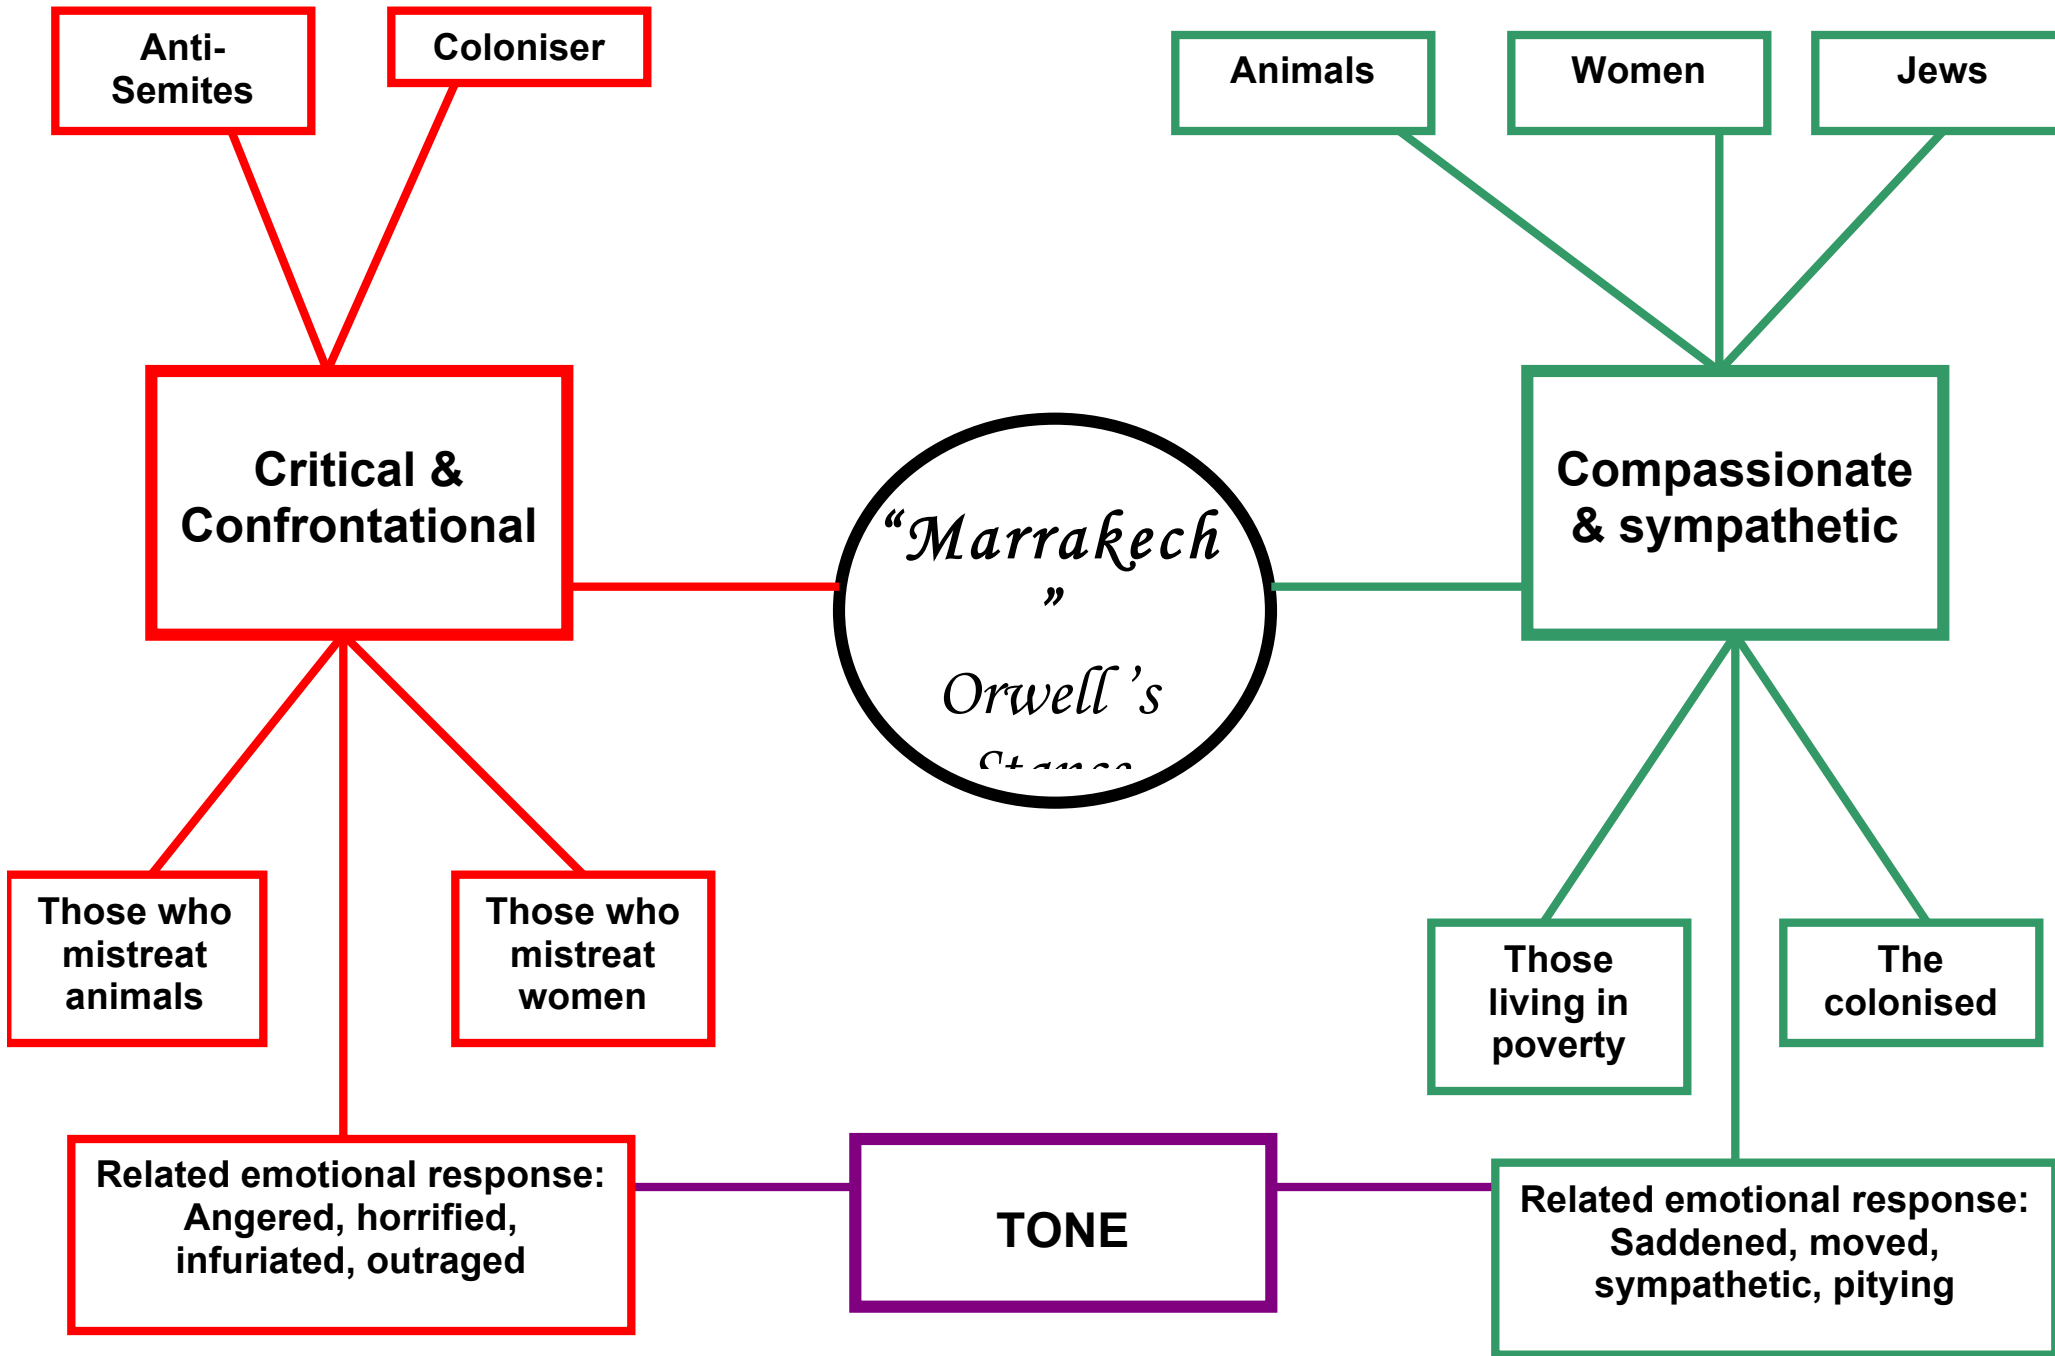 Anti-
Semites
Coloniser
Animals
Women
Jews
Critical &
Confrontational
“Marrakech
”
Orwell ’s
Compassionate
& sympathetic
Those who
mistreat
animals
Those who
mistreat
women
Those
living in
poverty
The
colonised
Related emotional response:
Angered, horrified,
infuriated, outraged
TONE
Related emotional response:
Saddened, moved,
sympathetic, pitying